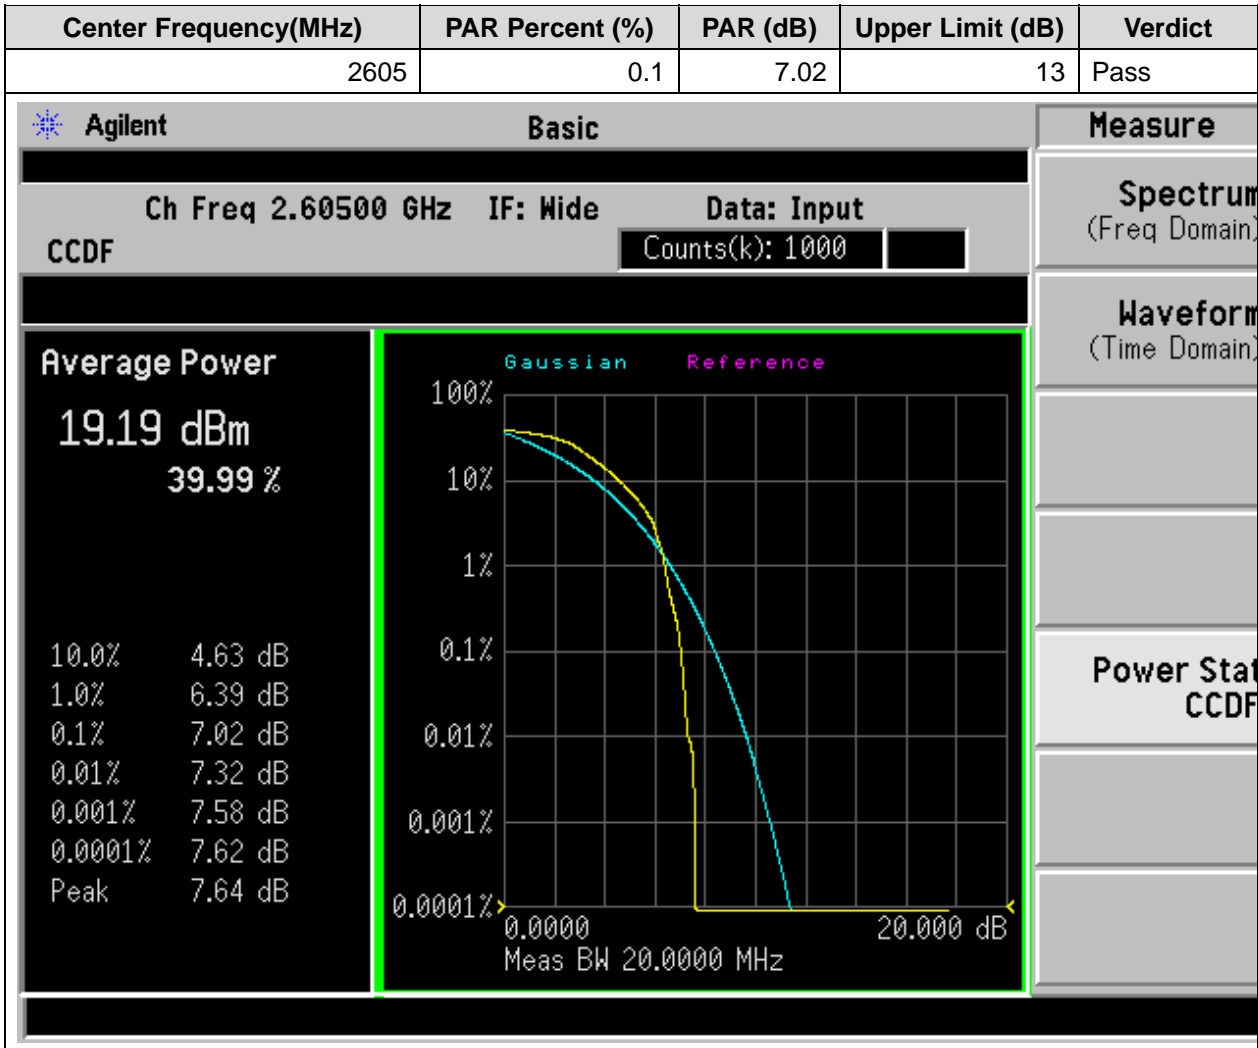 Center Frequency(MHz) PAR Percent (%) PAR (dB) Upper Limit (dB) Verdict
2605 0.1 7.02 13 Pass
Agilent Basic Measure
Ch Freq 2.60500 GHz IF: Wide Data: Input
CCDF Counts(k): 1000
Spectrum
(Freq Domain)
Waveform
(Time Domain)
Power Stat
CCDF
Average Power
19.19 dBm
39.99 %
10.0% 4.63 dB
1.0% 6.39 dB
0.1% 7.02 dB
0.01% 7.32 dB
0.001% 7.58 dB
0.0001% 7.62 dB
Peak 7.64 dB
Gaussian Reference
100%
10%
1%
0.1%
0.01%
0.001%
0.0001%
0.0000 20.000 dB
Meas BW 20.0000 MHz